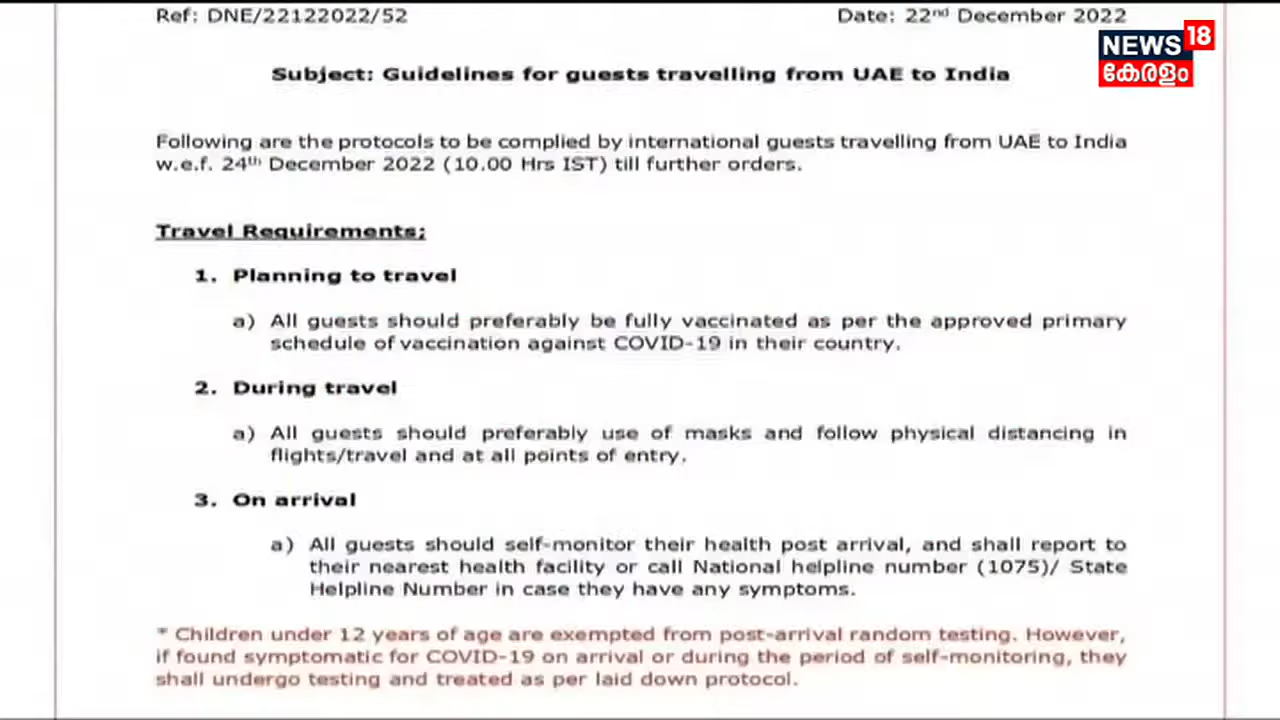 Ref: DNE/22122022/52
Date: 22nd December 2022
NEWS 18
കേരളം
Subject: Guidelines for guests travelling from UAE to India
Following are the protocols to be complied by international guests travelling from UAE to India
w.e.f. 24th December 2022 (10.00 Hrs IST) till further orders.
Travel Requirements;
1. Planning to travel
a) All guests should preferably be fully vaccinated as per the approved primary
schedule of vaccination against COVID-19 in their country.
2. During travel
a) All guests should preferably use of masks and follow physical distancing in
flights/travel and at all points of entry.
3. On arrival
a) All guests should self-monitor their health post arrival, and shall report to
their nearest health facility or call National helpline number (1075)/ State
Helpline Number in case they have any symptoms.
* Children under 12 years of age are exempted from post-arrival random testing. However,
if found symptomatic for COVID-19 on arrival or during the period of self-monitoring, they
shall undergo testing and treated as per laid down protocol.